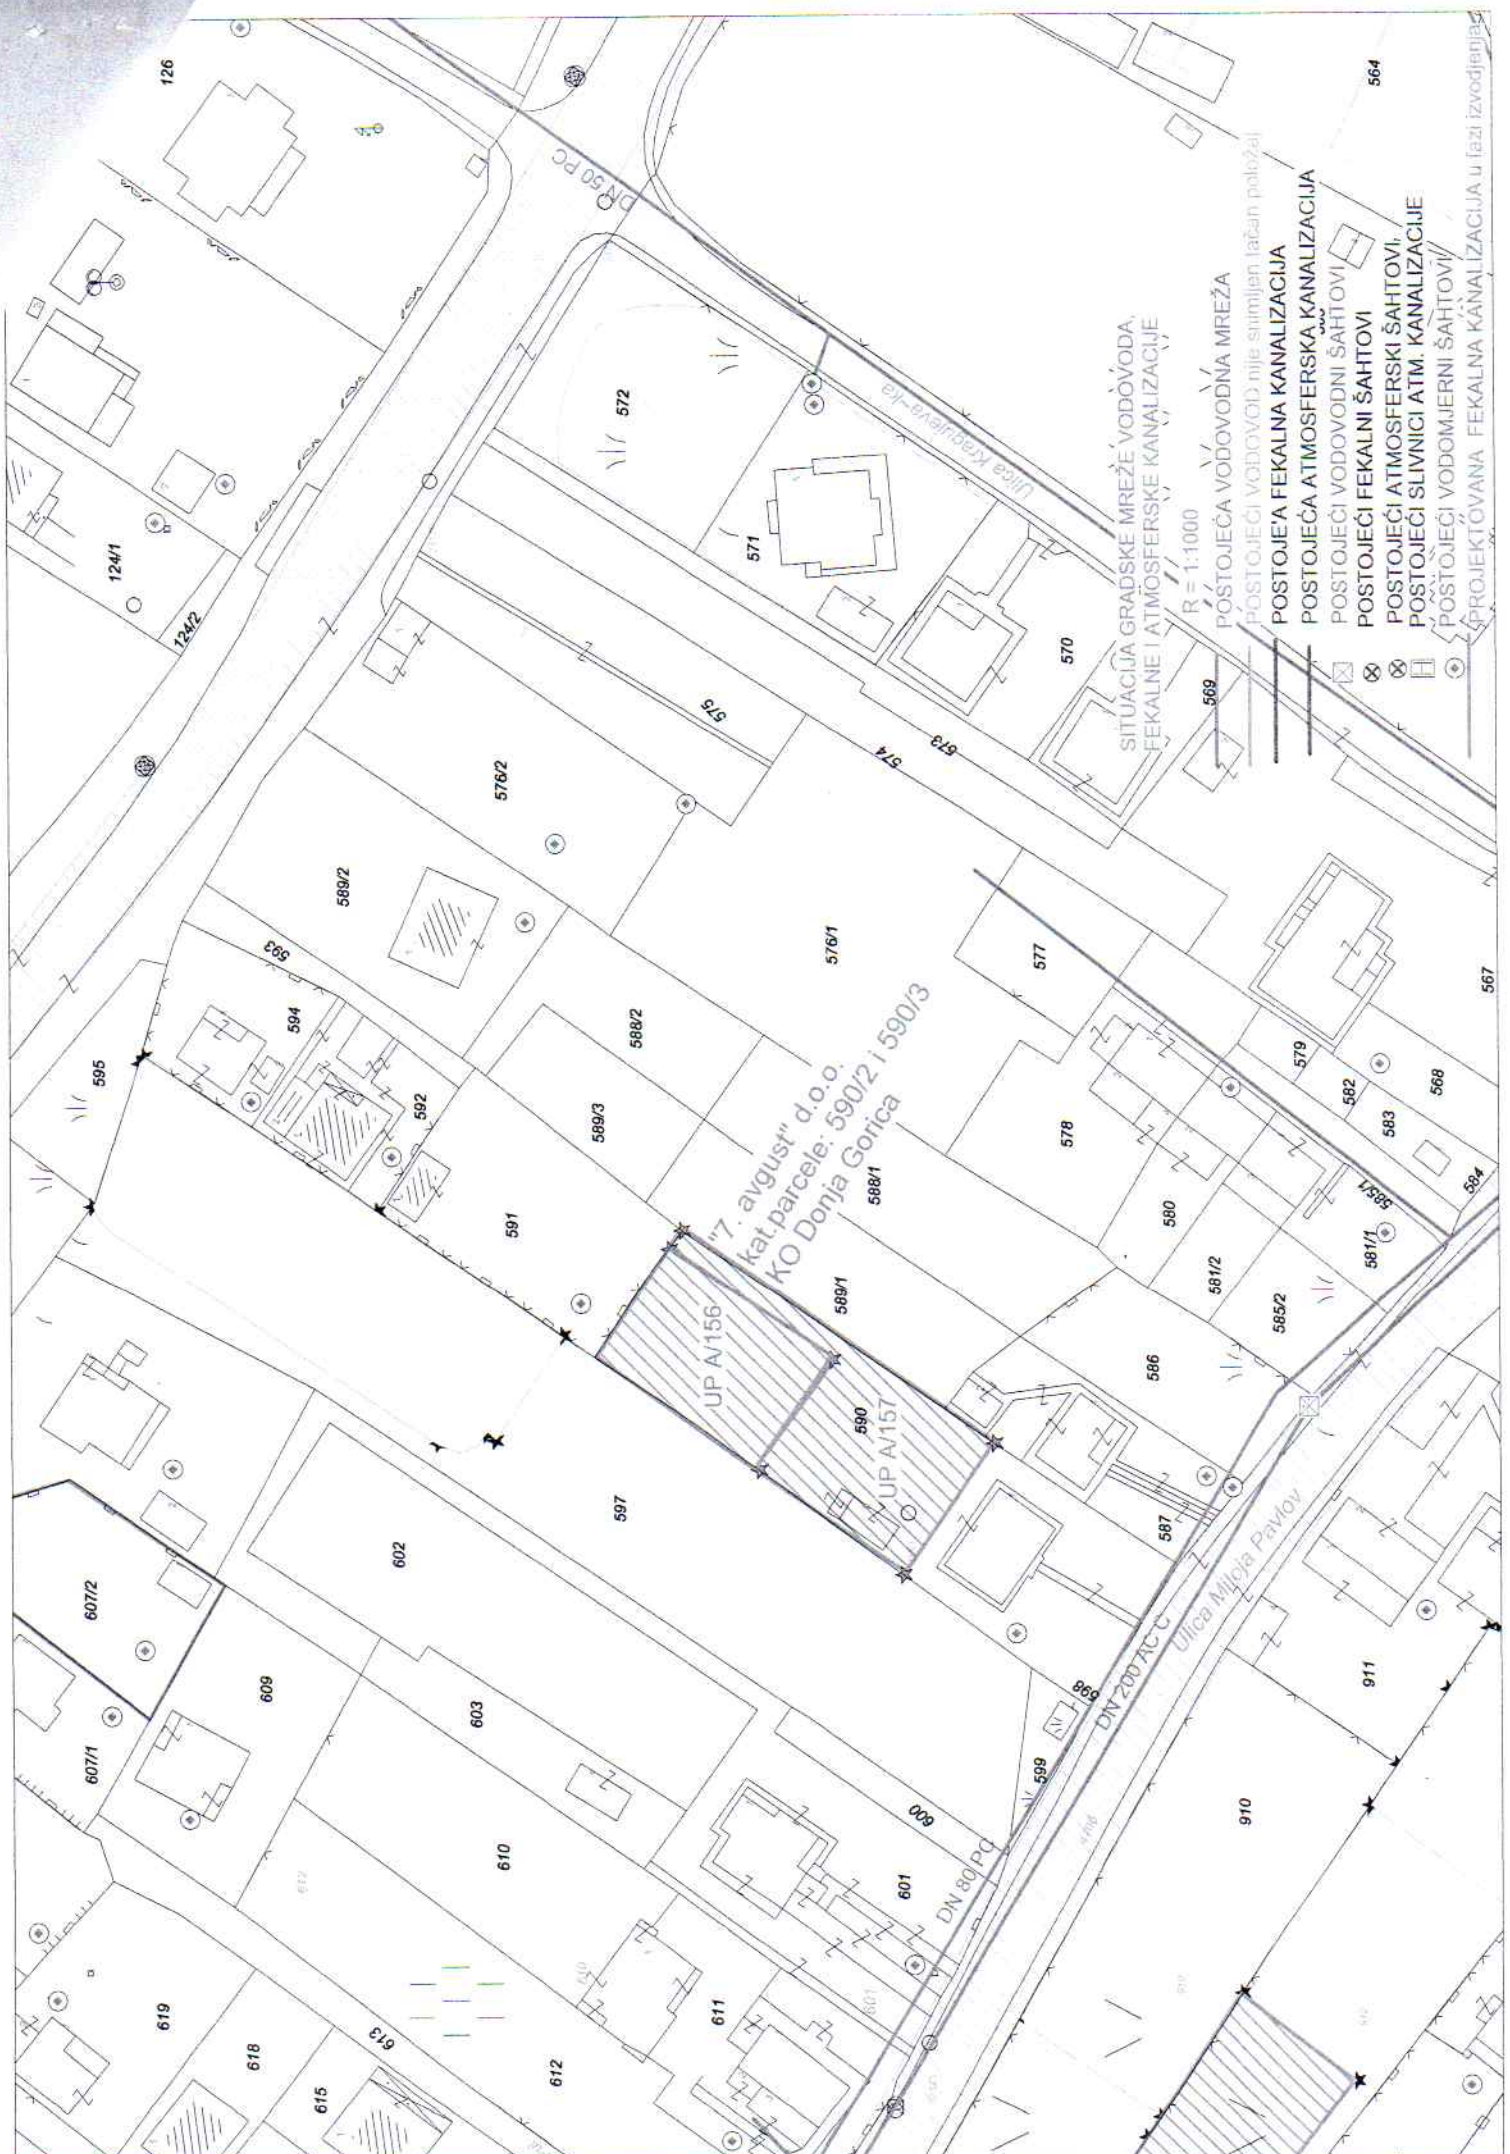 SITUACIJA GRADSKE MREŽE VODOVODA,
FEKALNE I ATMOSFERSKE KANALIZACIJE
R = 1:1000
POSTOJEĆA VODOVODNA MREŽA
POSTOJEĆI VODOVOD nije snimljen tačan položaj
POSTOJE'A FEKALNA KANALIZACIJA
POSTOJEĆA ATMOSFERSKA KANALIZACIJA
POSTOJEĆI VODOVODNI ŠAHTOVI
POSTOJEĆI FEKALNI ŠAHTOVI
POSTOJEĆI ATMOSFERSKI ŠAHTOVI,
POSTOJEĆI SLIVNICI ATM. KANALIZACIJE
POSTOJEĆI VODOMJERNI ŠAHTOVI
PROJEKTOVANA FEKALNA KANALIZACIJA u fazi izvodjenja
"7. avgust" d.o.o.
kat.parcele: 590/2 i 590/3
KO Donja Gorica
UP A/156
UP A/157
590
DN 50 PC
Ulica Kragujeva~ka
DN 200 AC C
Ulica Miloja Pavlov
DN 80 PC
126
124/1
124/2
564
572
571
570
569
575
574
573
576/2
576/1
577
578
579
580
582
583
584
568
567
581/1
581/2
585/1
585/2
586
587
588/1
588/2
589/1
589/2
589/3
591
592
593
594
595
597
598
599
600
601
601
602
603
607/1
607/2
609
610
610
611
612
612
613
615
618
619
910
911